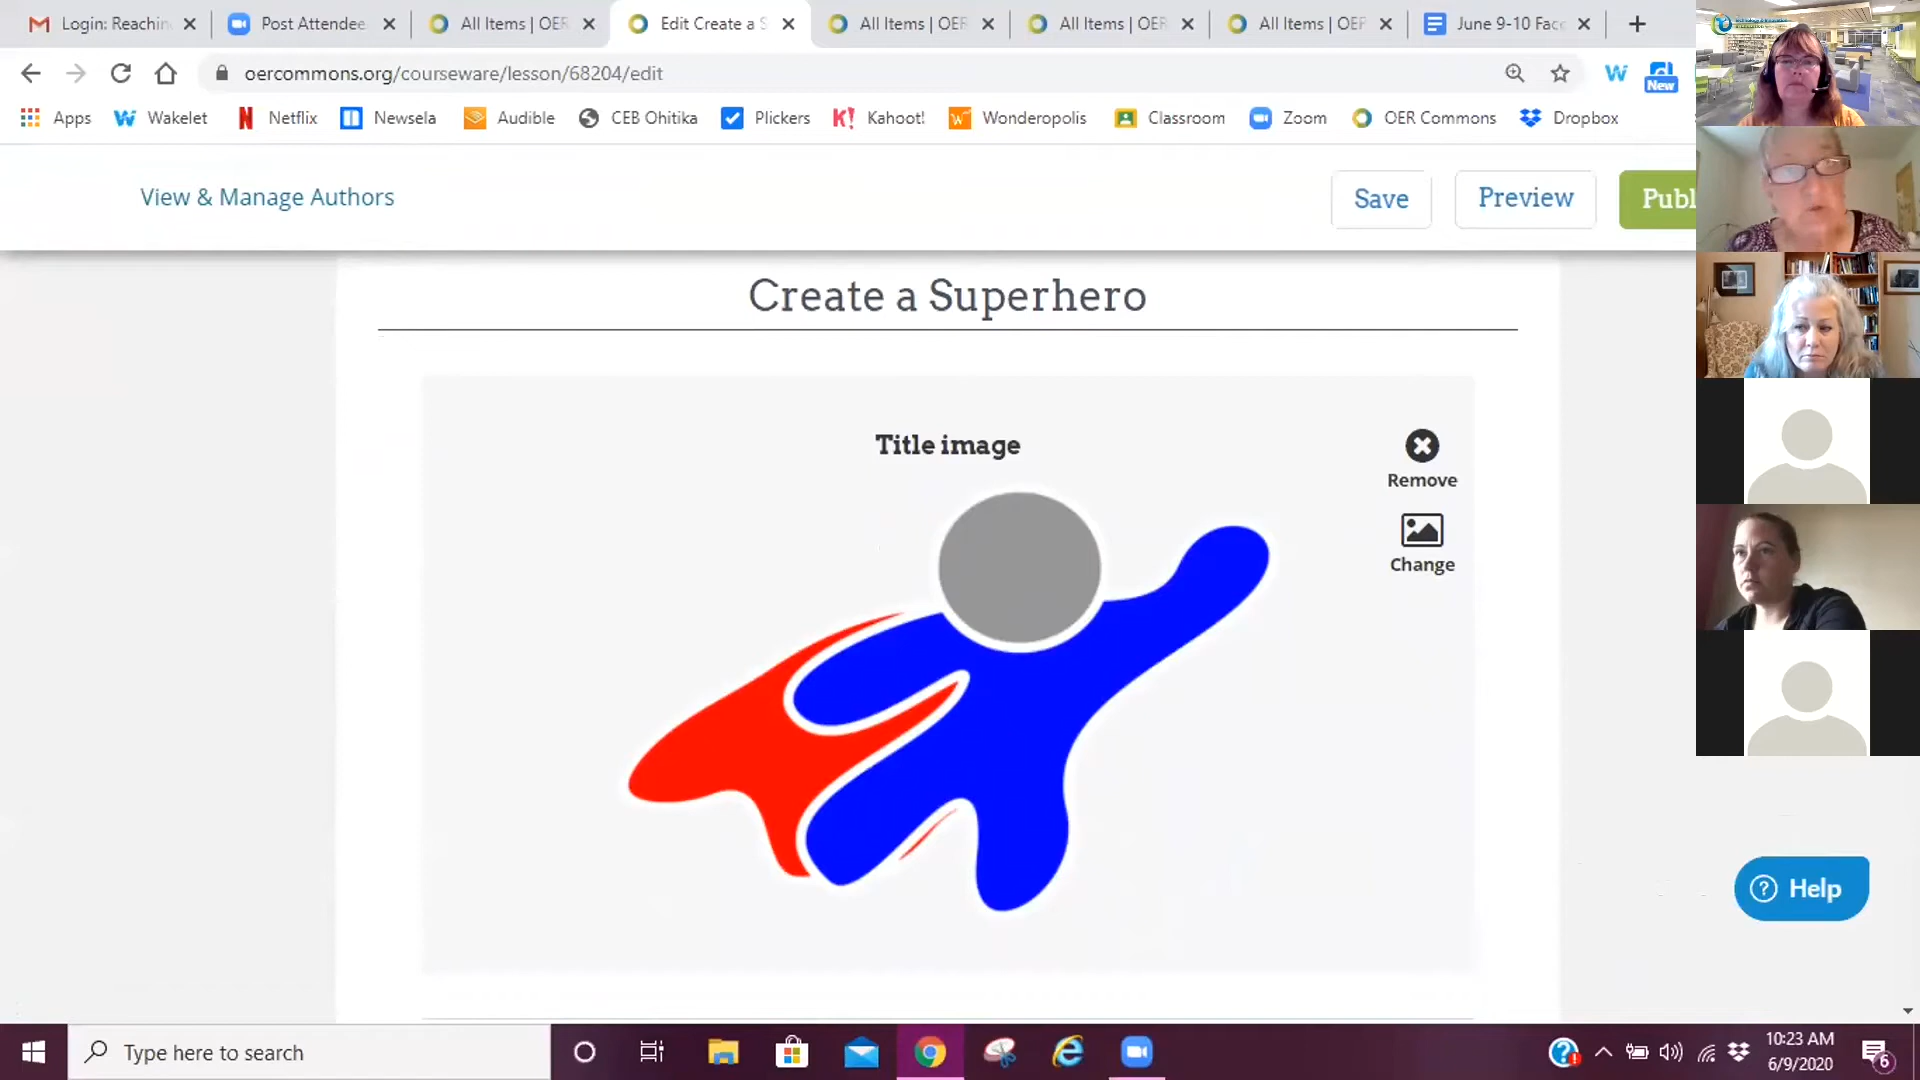 Login: Reachin
Post Attendee
All Items | OER
Edit Create a S
All Items | OER
All Items | OER
All Items | OER
June 9-10 Face
oercommons.org/courseware/lesson/68204/edit
New
Apps
Wakelet
Netflix
Newsela
Audible
CEB Ohitika
Plickers
Kahoot!
Wonderopolis
Classroom
Zoom
OER Commons
Dropbox
View & Manage Authors
Save
Preview
Publ
Create a Superhero
Title image
Remove
Change
Help
Type here to search
10:23 AM
6/9/2020
6